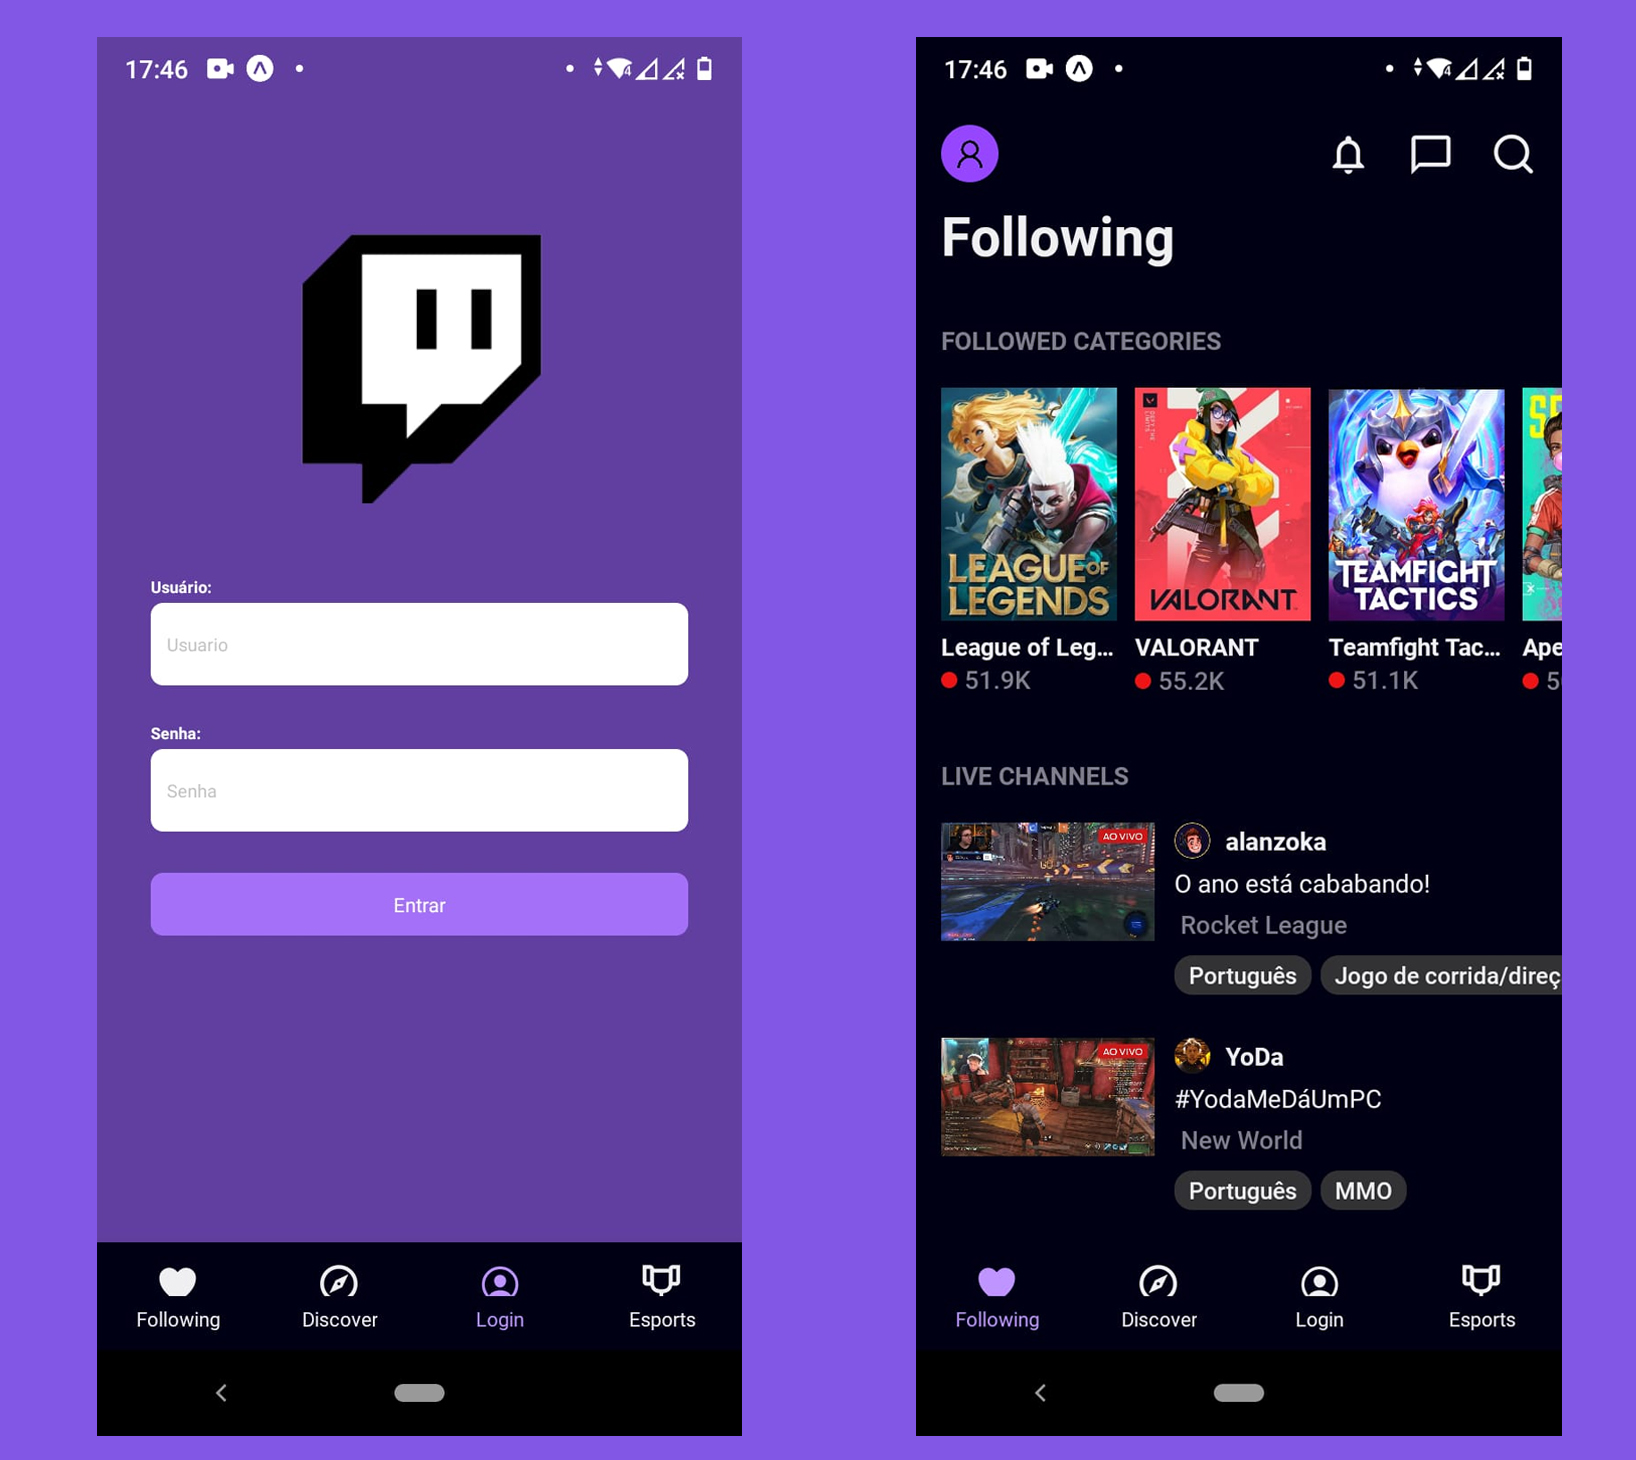 17:46
Usuário:
Usuario
Senha:
Senha
Entrar
Following
Discover
Login
Esports
17:46
Following
FOLLOWED CATEGORIES
LEAGUE OF
LEGENDS
VALORANT
TEAMFIGHT
TACTICS
League of Leg...
VALORANT
Teamfight Tac...
Ape
51.9K
55.2K
51.1K
5
LIVE CHANNELS
AO VIVO
alanzoka
O ano está cababando!
Rocket League
Português
Jogo de corrida/direç
AO VIVO
YoDa
#YodaMeDáUmPC
New World
Português
MMO
Following
Discover
Login
Esports